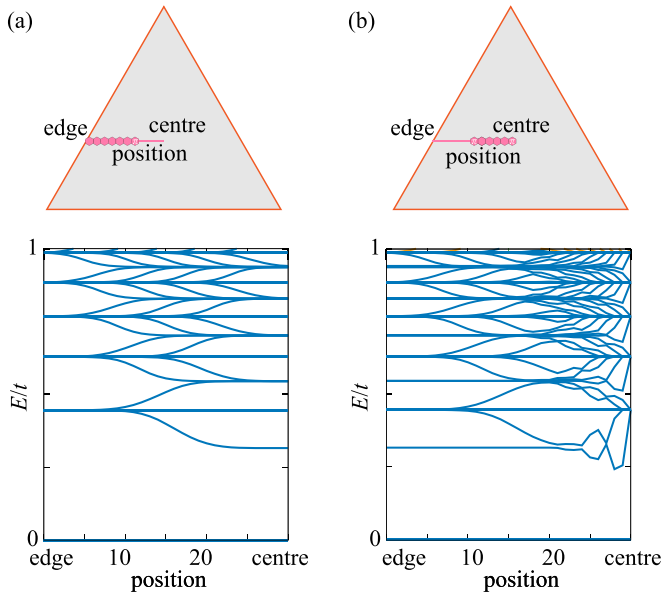 (a)
edge
centre
position
1
E/t
0
edge
10
20
centre
position
(b)
edge
centre
position
1
E/t
0
edge
10
20
centre
position